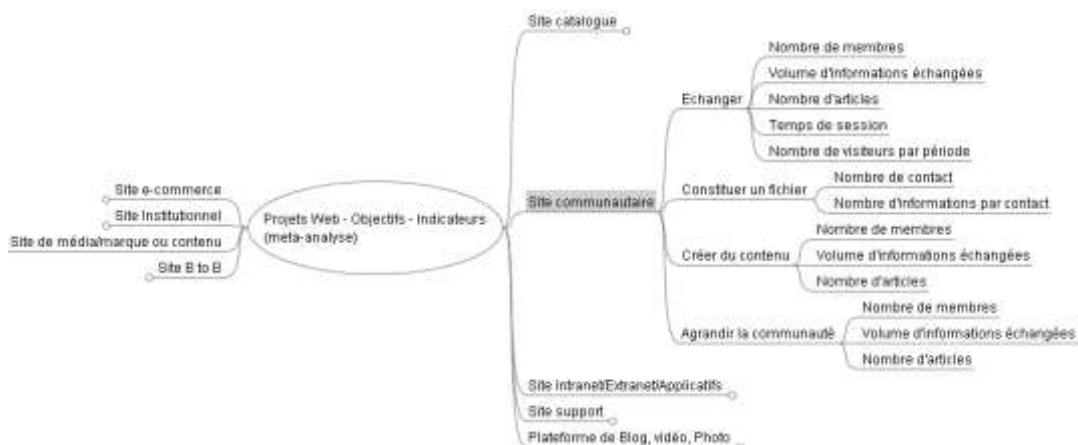 Site catalogue
Nombre de membres
Volume d'informations échangées
Echanger
Nombre d'articles
Temps de session
Nombre de visiteurs par période
Site e-commerce
Site Institutionnel
Site de média/marque ou contenu
Site B to B
Projets Web - Objectifs - Indicateurs
(meta-analyse)
Site communautaire
Constituer un fichier
Nombre de contact
Nombre d'informations par contact
Créer du contenu
Nombre de membres
Volume d'informations échangées
Nombre d'articles
Agrandir la communauté
Nombre de membres
Volume d'informations échangées
Nombre d'articles
Site intranet/Extranet/Applicatifs
Site support
Plateforme de Blog, vidéo, Photo